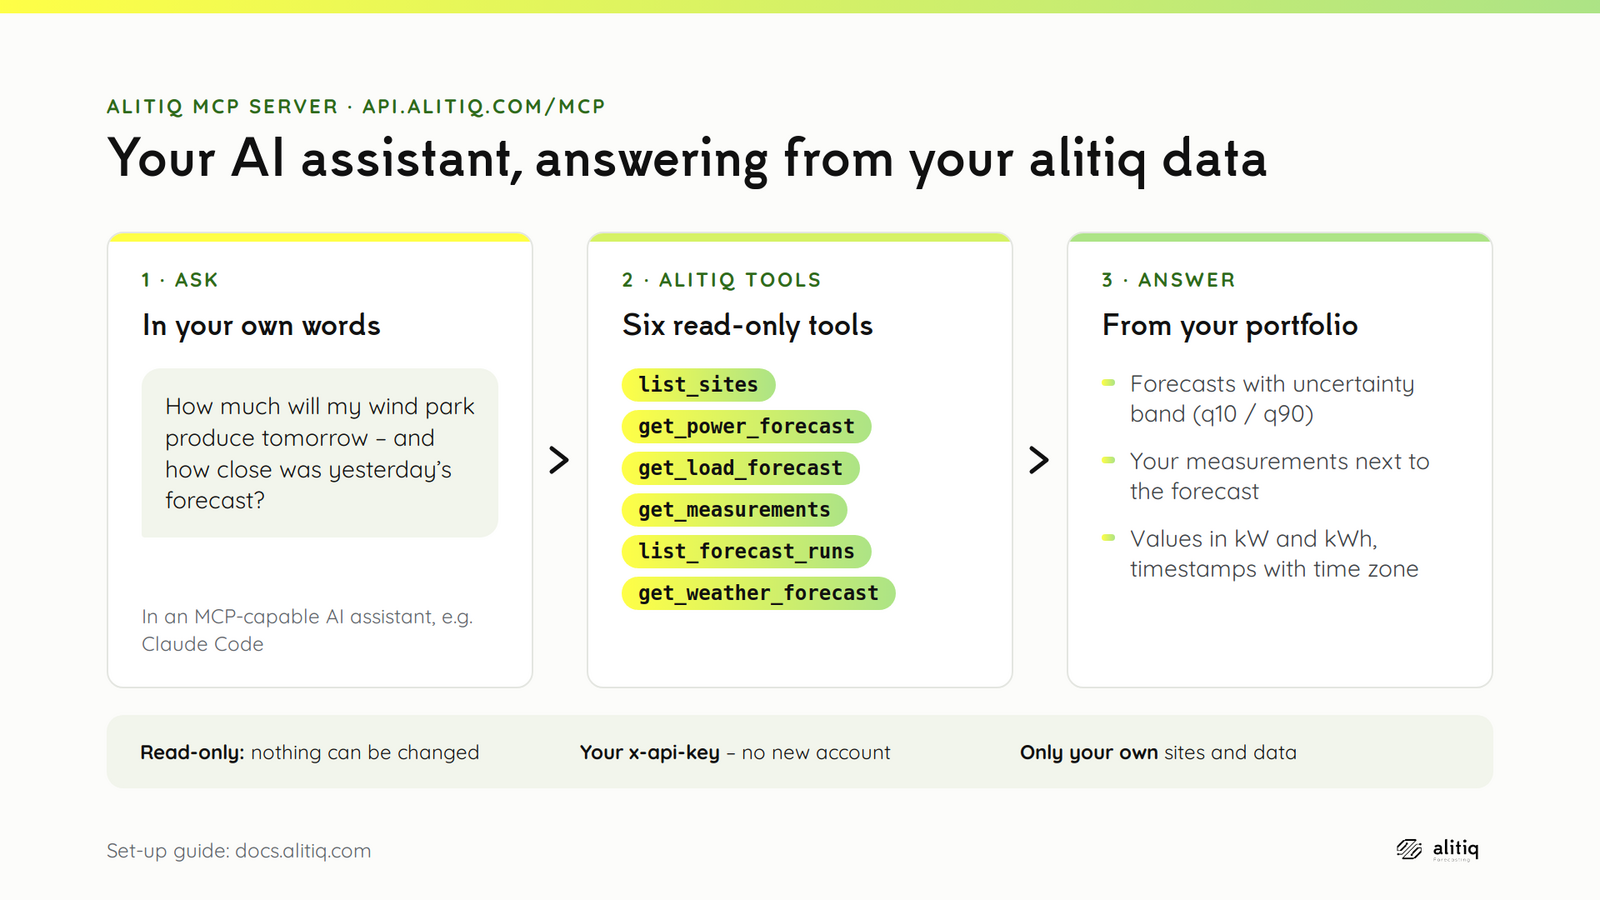 ALITIQ MCP SERVER · API.ALITIQ.COM/MCP
Your AI assistant, answering from your alitiq data
1 · ASK
In your own words
How much will my wind park
produce tomorrow – and
how close was yesterday’s
forecast?
In an MCP-capable AI assistant, e.g.
Claude Code
2 · ALITIQ TOOLS
Six read-only tools
list_sites
get_power_forecast
get_load_forecast
get_measurements
list_forecast_runs
get_weather_forecast
3 · ANSWER
From your portfolio
Forecasts with uncertainty
band (q10 / q90)
Your measurements next to
the forecast
Values in kW and kWh,
timestamps with time zone
Read-only: nothing can be changed
Your x-api-key – no new account
Only your own sites and data
Set-up guide: docs.alitiq.com
alitiq
Forecasting